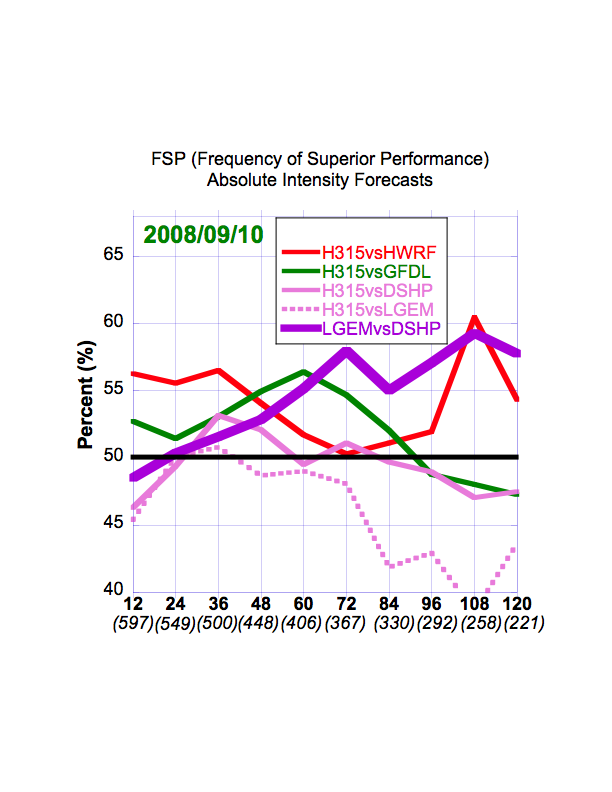 FSP (Frequency of Superior Performance)
Absolute Intensity Forecasts
2008/09/10
H315vsHWRF
H315vsGFDL
H315vsDSHP
H315vsLGEM
LGEMvsDSHP
Percent (%)
65
60
55
50
45
40
12 24 36 48 60 72 84 96 108 120
(597) (549) (500) (448) (406) (367) (330) (292) (258) (221)